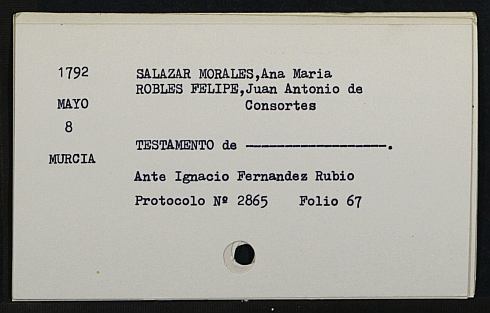 1792
MAYO
8
MURCIA
SALAZAR MORALES,Ana Maria
ROBLES FELIPE,Juan Antonio de
Consortes
TESTAMENTO de ------------------.
Ante Ignacio Fernandez Rubio
Protocolo Nº 2865 Folio 67